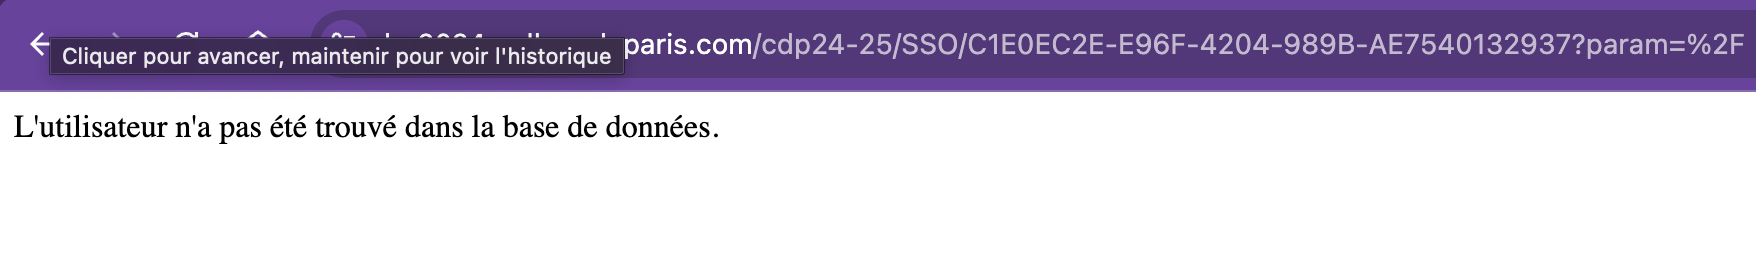 paris.com/cdp24-25/SSO/C1E0EC2E-E96F-4204-989B-AE7540132937?param=%2F
Cliquer pour avancer, maintenir pour voir l'historique
L'utilisateur n'a pas été trouvé dans la base de données.